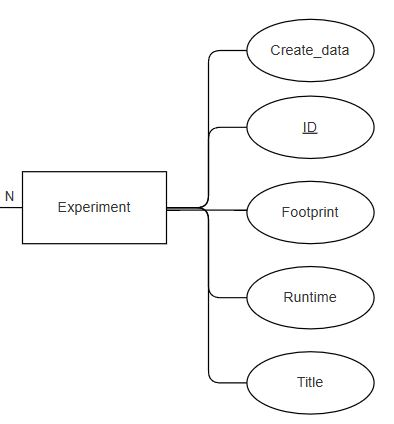 Create_data
ID
N
Experiment
Footprint
Runtime
Title